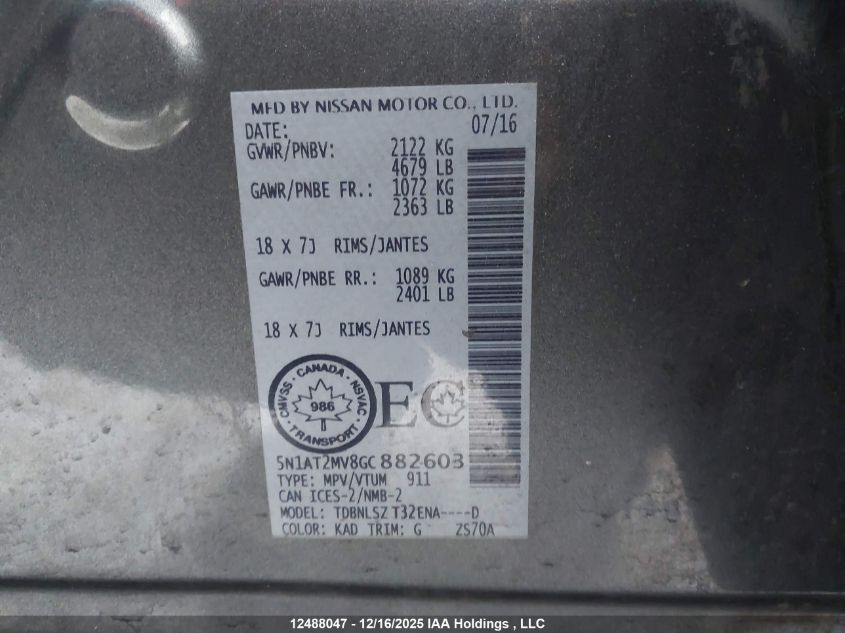 MFD BY NISSAN MOTOR CO., LTD.
DATE: 07/16
GVWR/PNBV: 2122 KG
4679 LB
GAWR/PNBE FR.: 1072 KG
2363 LB
18 X 7J RIMS/JANTES
GAWR/PNBE RR.: 1089 KG
2401 LB
18 X 7J RIMS/JANTES
CMVSS · CANADA · NSVAC · TRANSPORT
986
EC
5N1AT2MV8GC882603
TYPE: MPV/VTUM 911
CAN ICES-2/NMB-2
MODEL: TDBNLSZ T32ENA----D
COLOR: KAD TRIM: G ZS70A
12488047 - 12/16/2025 IAA Holdings , LLC